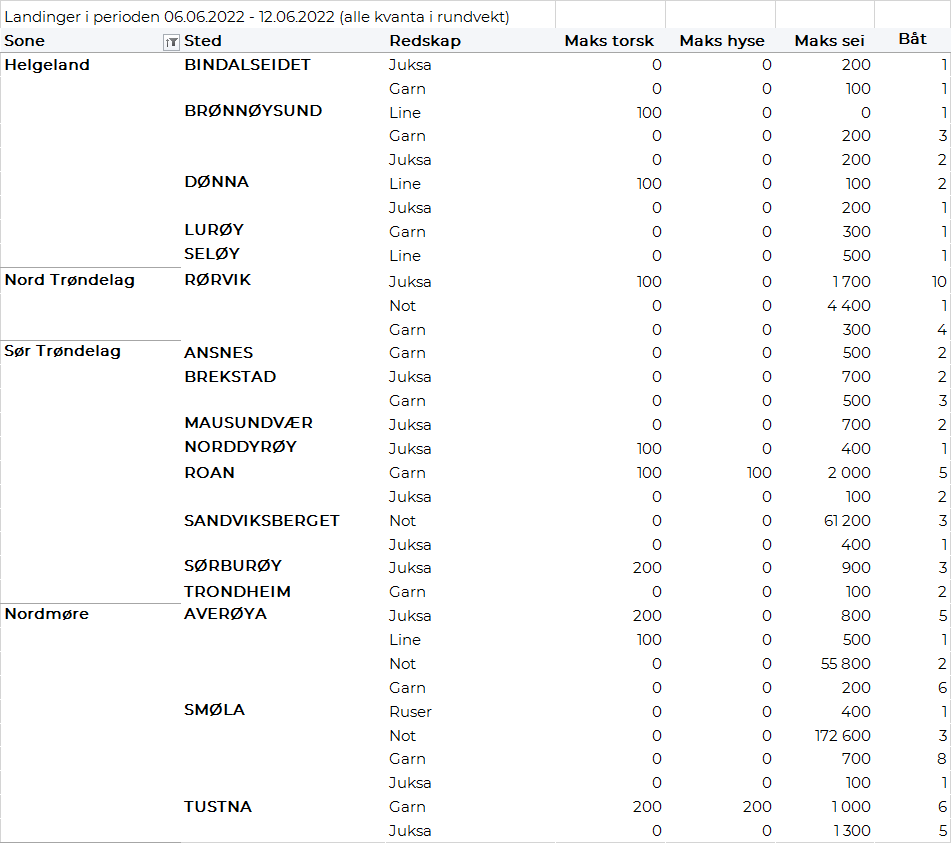 Landinger i perioden 06.06.2022 - 12.06.2022 (alle kvanta i rundvekt)
Sone Sted Redskap Maks torsk Maks hyse Maks sei Båt
Helgeland BINDALSEIDET Juksa 0 0 200 1
Garn 0 0 100 1
BRØNNØYSUND Line 100 0 0 1
Garn 0 0 200 3
Juksa 0 0 200 2
DØNNA Line 100 0 100 2
Juksa 0 0 200 1
LURØY Garn 0 0 300 1
SELØY Line 0 0 500 1
Nord Trøndelag RØRVIK Juksa 100 0 1 700 10
Not 0 0 4 400 1
Garn 0 0 300 4
Sør Trøndelag ANSNES Garn 0 0 500 2
BREKSTAD Juksa 0 0 700 2
Garn 0 0 500 3
MAUSUNDVÆR Juksa 0 0 700 2
NORDDYRØY Juksa 100 0 400 1
ROAN Garn 100 100 2 000 5
Juksa 0 0 100 2
SANDVIKSBERGET Not 0 0 61 200 3
Juksa 0 0 400 1
SØRBURØY Juksa 200 0 900 3
TRONDHEIM Garn 0 0 100 2
Nordmøre AVERØYA Juksa 200 0 800 5
Line 100 0 500 1
Not 0 0 55 800 2
Garn 0 0 200 6
SMØLA Ruser 0 0 400 1
Not 0 0 172 600 3
Garn 0 0 700 8
Juksa 0 0 100 1
TUSTNA Garn 200 200 1 000 6
Juksa 0 0 1 300 5